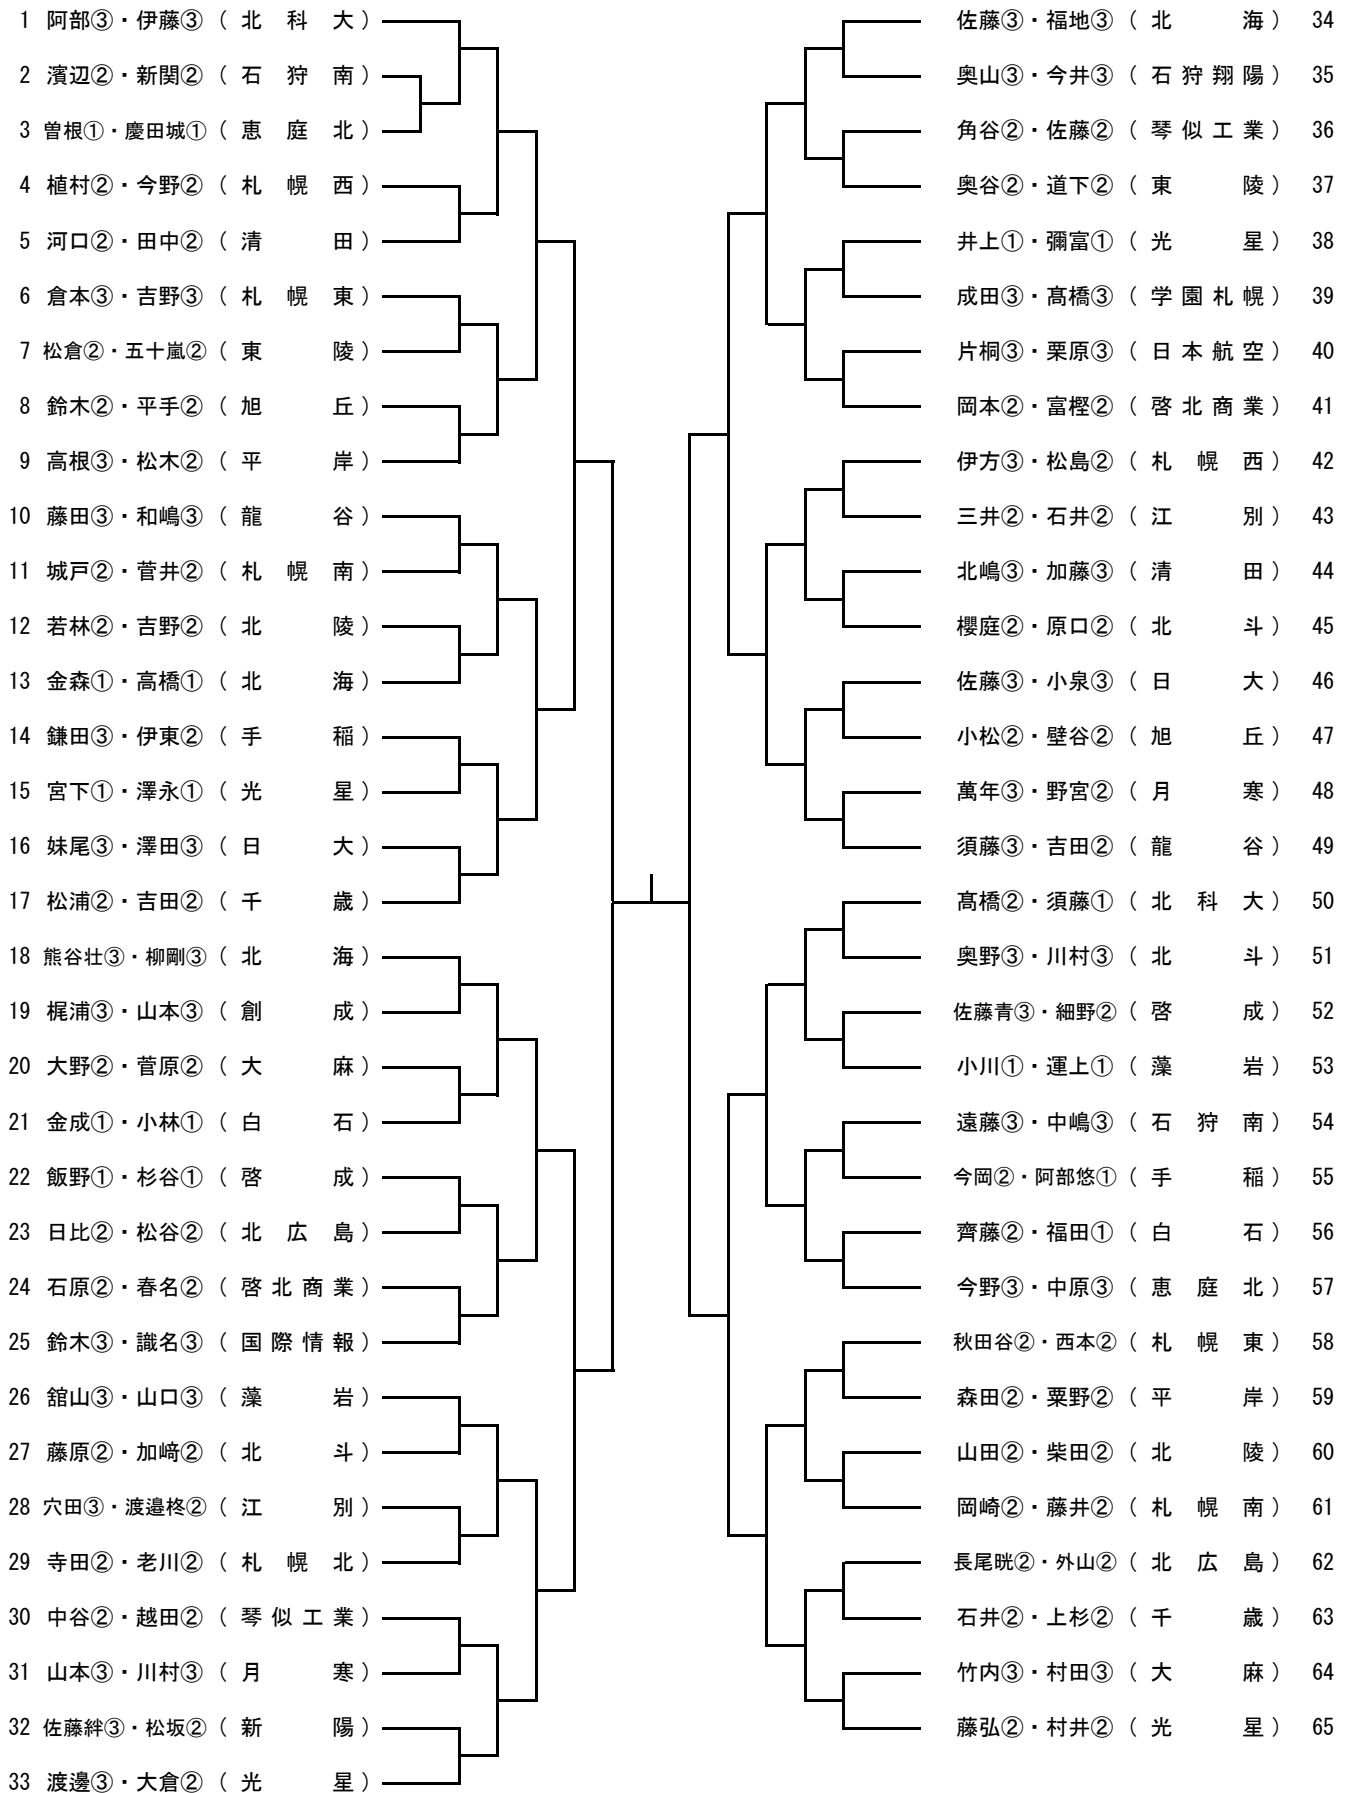 1 阿部③・伊藤③ ( 北 科 大 )
2 濱辺②・新関② ( 石 狩 南 )
3 曽根①・慶田城① ( 恵 庭 北 )
4 植村②・今野② ( 札 幌 西 )
5 河口②・田中② ( 清 田 )
6 倉本③・吉野③ ( 札 幌 東 )
7 松倉②・五十嵐② ( 東 陵 )
8 鈴木②・平手② ( 旭 丘 )
9 高根③・松木② ( 平 岸 )
10 藤田③・和嶋③ ( 龍 谷 )
11 城戸②・菅井② ( 札 幌 南 )
12 若林②・吉野② ( 北 陵 )
13 金森①・高橋① ( 北 海 )
14 鎌田③・伊東② ( 手 稲 )
15 宮下①・澤永① ( 光 星 )
16 妹尾③・澤田③ ( 日 大 )
17 松浦②・吉田② ( 千 歳 )
18 熊谷壮③・柳剛③ ( 北 海 )
19 梶浦③・山本③ ( 創 成 )
20 大野②・菅原② ( 大 麻 )
21 金成①・小林① ( 白 石 )
22 飯野①・杉谷① ( 啓 成 )
23 日比②・松谷② ( 北 広 島 )
24 石原②・春名② ( 啓 北 商 業 )
25 鈴木③・識名③ ( 国 際 情 報 )
26 舘山③・山口③ ( 藻 岩 )
27 藤原②・加﨑② ( 北 斗 )
28 穴田③・渡邉柊② ( 江 別 )
29 寺田②・老川② ( 札 幌 北 )
30 中谷②・越田② ( 琴 似 工 業 )
31 山本③・川村③ ( 月 寒 )
32 佐藤絆③・松坂② ( 新 陽 )
33 渡邊③・大倉② ( 光 星 )
佐藤③・福地③ ( 北 海 ) 34
奥山③・今井③ ( 石 狩 翔 陽 ) 35
角谷②・佐藤② ( 琴 似 工 業 ) 36
奥谷②・道下② ( 東 陵 ) 37
井上①・彌富① ( 光 星 ) 38
成田③・髙橋③ ( 学 園 札 幌 ) 39
片桐③・栗原③ ( 日 本 航 空 ) 40
岡本②・富樫② ( 啓 北 商 業 ) 41
伊方③・松島② ( 札 幌 西 ) 42
三井②・石井② ( 江 別 ) 43
北嶋③・加藤③ ( 清 田 ) 44
櫻庭②・原口② ( 北 斗 ) 45
佐藤③・小泉③ ( 日 大 ) 46
小松②・壁谷② ( 旭 丘 ) 47
萬年③・野宮② ( 月 寒 ) 48
須藤③・吉田② ( 龍 谷 ) 49
髙橋②・須藤① ( 北 科 大 ) 50
奥野③・川村③ ( 北 斗 ) 51
佐藤青③・細野② ( 啓 成 ) 52
小川①・運上① ( 藻 岩 ) 53
遠藤③・中嶋③ ( 石 狩 南 ) 54
今岡②・阿部悠① ( 手 稲 ) 55
齊藤②・福田① ( 白 石 ) 56
今野③・中原③ ( 恵 庭 北 ) 57
秋田谷②・西本② ( 札 幌 東 ) 58
森田②・粟野② ( 平 岸 ) 59
山田②・柴田② ( 北 陵 ) 60
岡崎②・藤井② ( 札 幌 南 ) 61
長尾晄②・外山② ( 北 広 島 ) 62
石井②・上杉② ( 千 歳 ) 63
竹内③・村田③ ( 大 麻 ) 64
藤弘②・村井② ( 光 星 ) 65